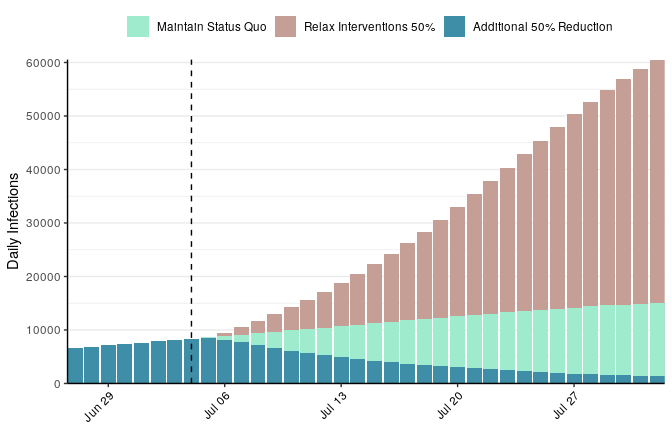 Maintain Status Quo Relax Interventions 50% Additional 50% Reduction
60000
50000
40000
30000
20000
10000
0
Daily Infections
Jun 29 Jul 06 Jul 13 Jul 20 Jul 27